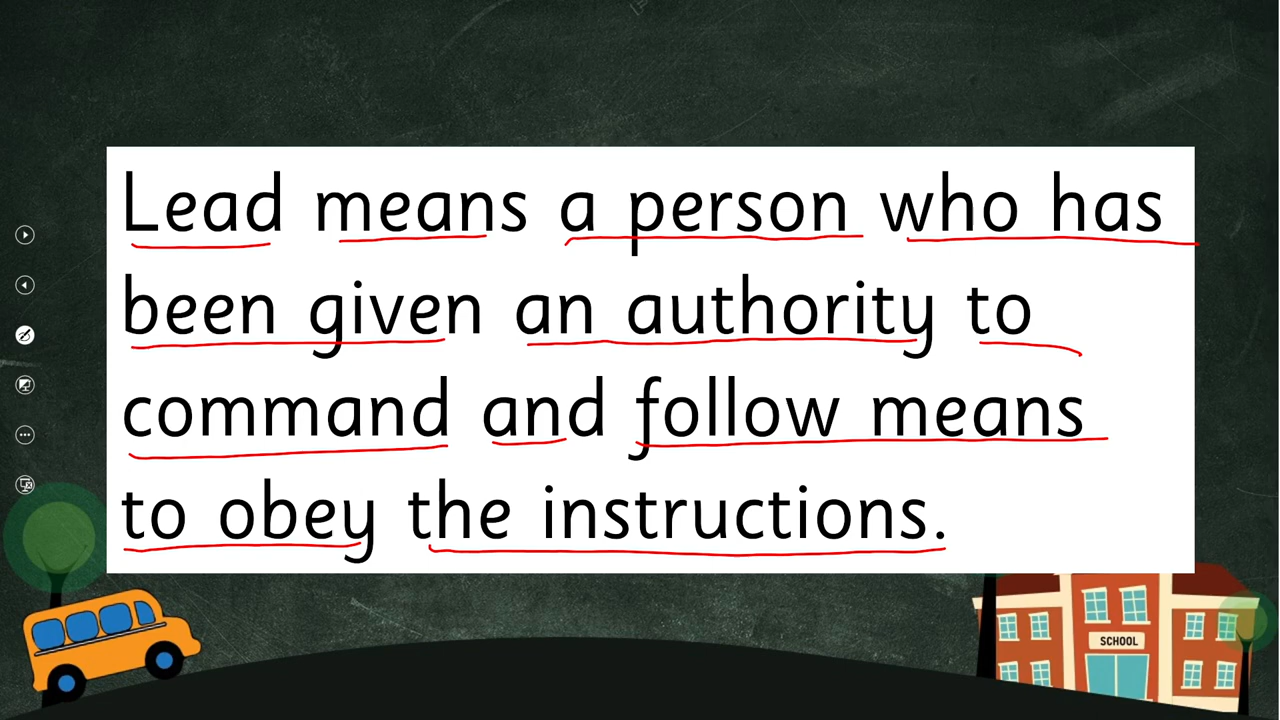 Lead means a person who has
been given an authority to
command and follow means
to obey the instructions.
SCHOOL